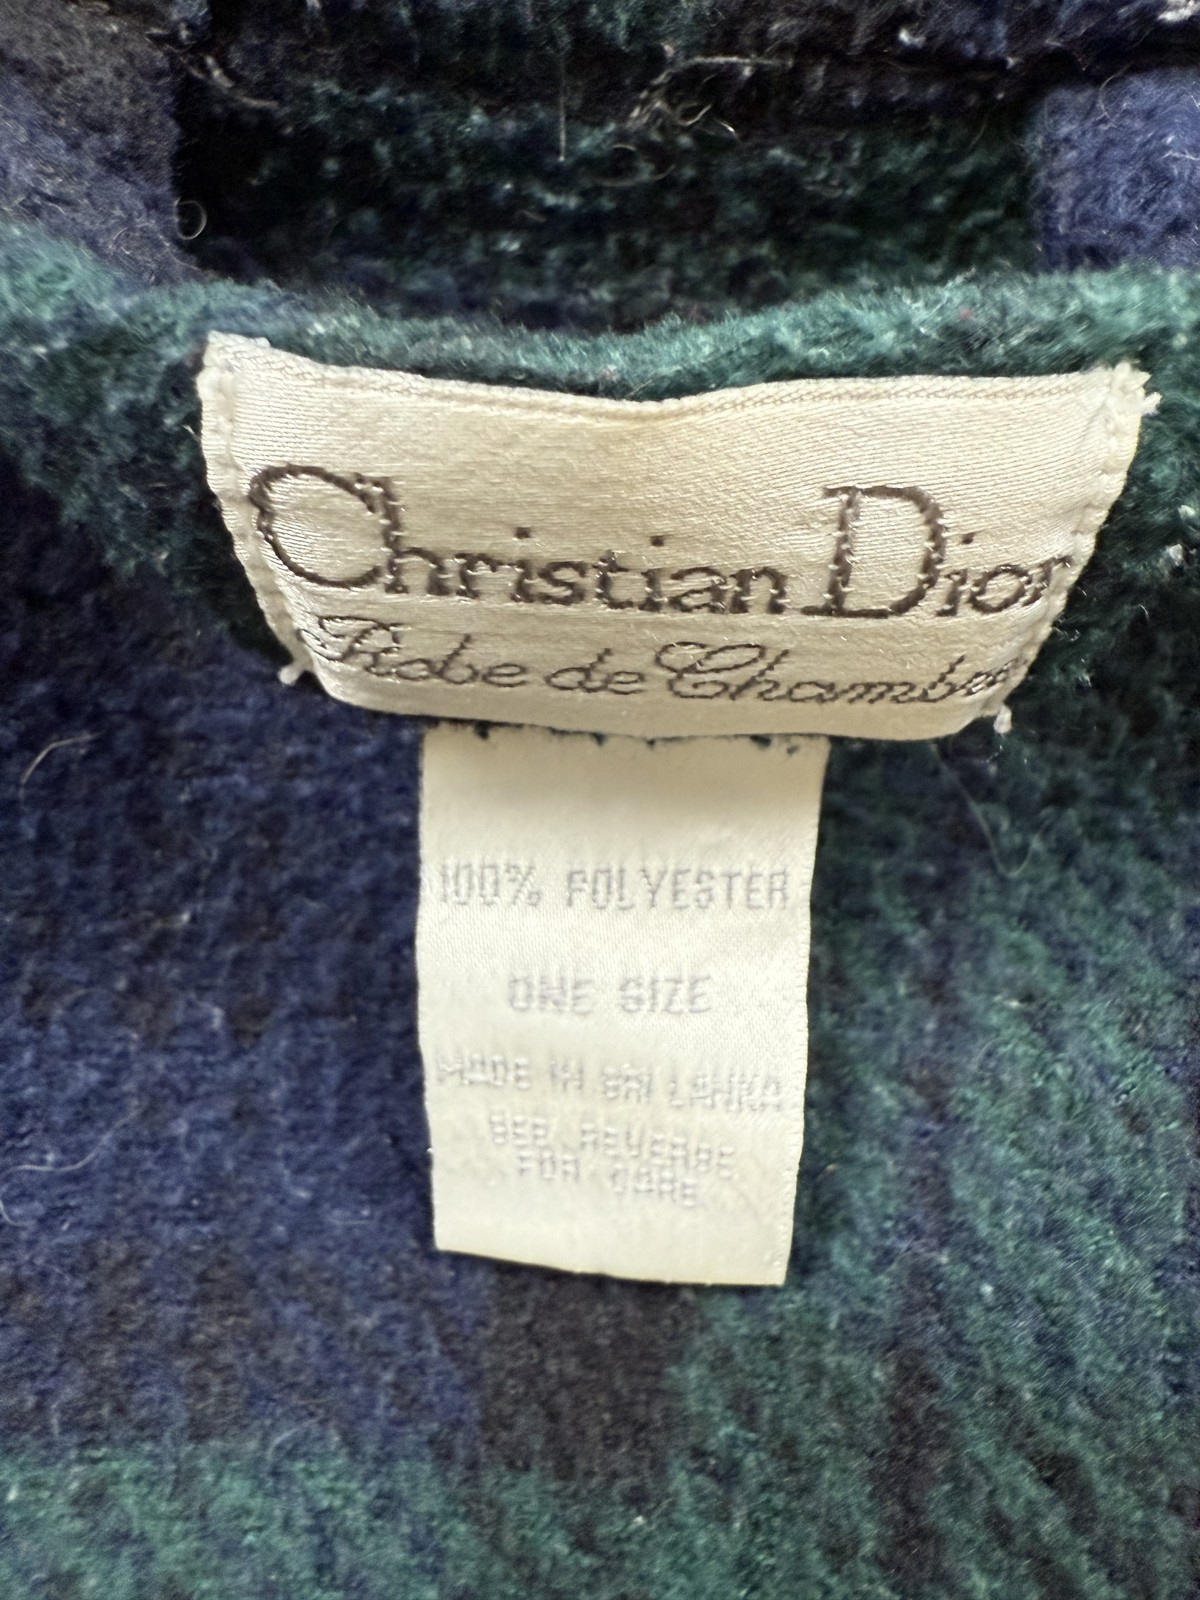 Christian Dior
Robe de Chambre
100% POLYESTER
ONE SIZE
MADE IN SRI LANKA
SEE REVERSE
FOR CARE